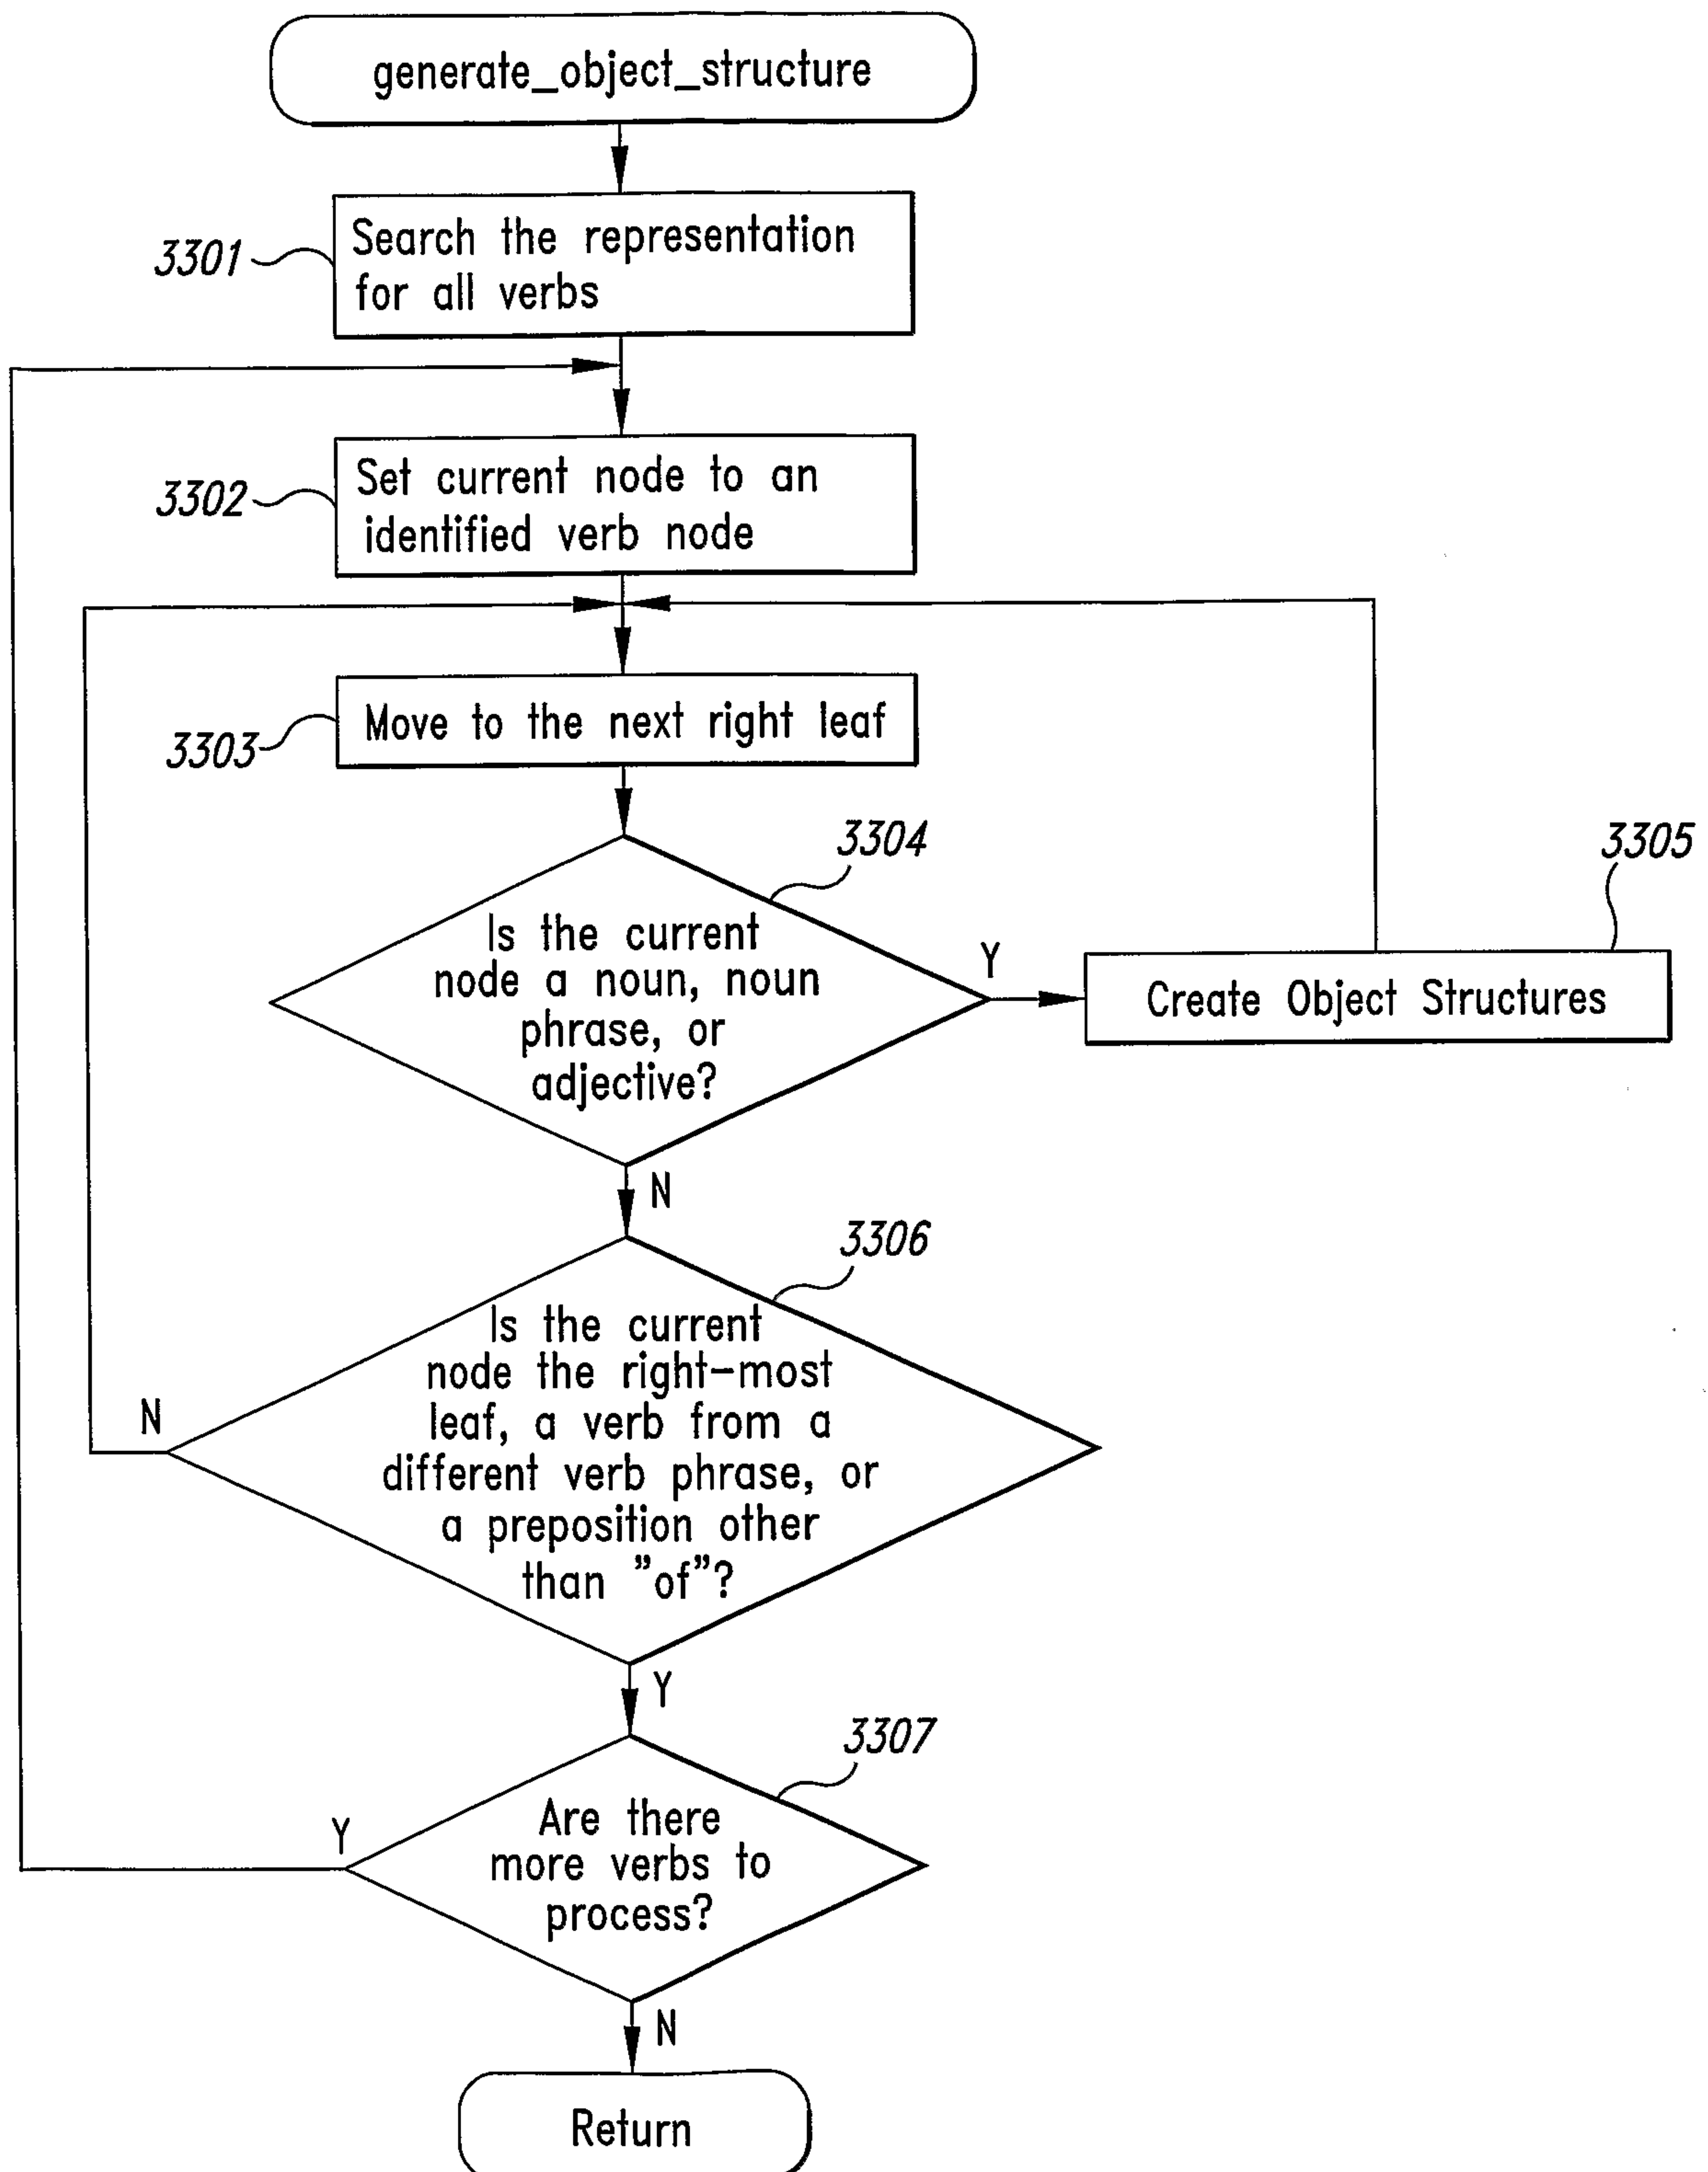 generate_object_structure
3301
Search the representation
for all verbs
3302
Set current node to an
identified verb node
3303
Move to the next right leaf
3304
Is the current
node a noun, noun
phrase, or
adjective?
Y
3305
Create Object Structures
N
3306
Is the current
node the right-most
leaf, a verb from a
different verb phrase, or
a preposition other
than "of"?
N
Y
3307
Are there
more verbs to
process?
Y
N
Return